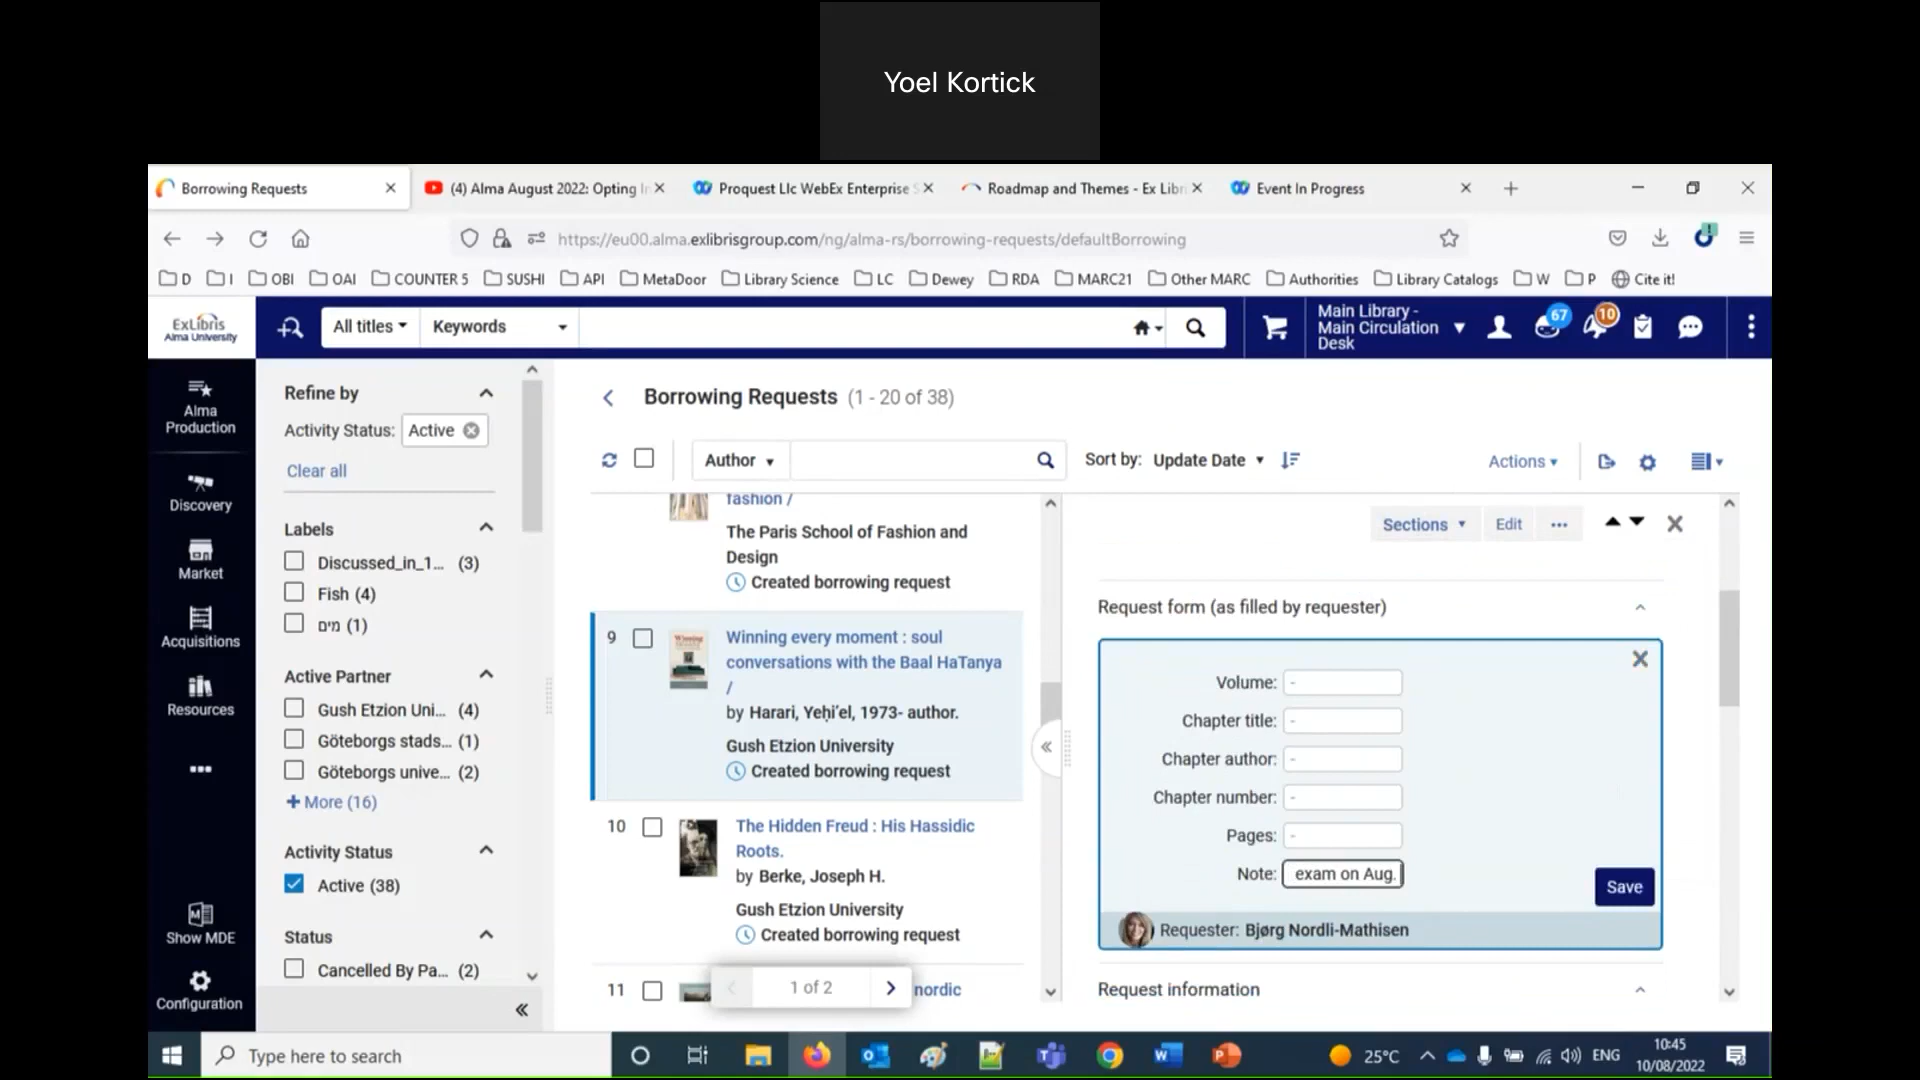 Yoel Kortick
Borrowing Requests
(4) Alma August 2022: Opting In
Proquest Llc WebEx Enterprise S
Roadmap and Themes - Ex Libri
Event In Progress
https://eu00.alma.exlibrisgroup.com/ng/alma-rs/borrowing-requests/defaultBorrowing
D
I
OBI
OAI
COUNTER 5
SUSHI
API
MetaDoor
Library Science
LC
Dewey
RDA
MARC21
Other MARC
Authorities
Library Catalogs
W
P
Cite it!
ExLibris
Alma University
All titles
Keywords
Main Library -
Main Circulation
Desk
67
10
Alma
Production
Discovery
Market
Acquisitions
Resources
Show MDE
Configuration
Refine by
Activity Status: Active
Clear all
Labels
Discussed_in_1... (3)
Fish (4)
מים (1)
Active Partner
Gush Etzion Uni... (4)
Göteborgs stads... (1)
Göteborgs unive... (2)
+ More (16)
Activity Status
Active (38)
Status
Cancelled By Pa... (2)
Borrowing Requests (1 - 20 of 38)
Author
Sort by: Update Date
Actions
fashion /
The Paris School of Fashion and
Design
Created borrowing request
9
Winning every moment : soul
conversations with the Baal HaTanya
/
by Harari, Yeḥi'el, 1973- author.
Gush Etzion University
Created borrowing request
10
The Hidden Freud : His Hassidic
Roots.
by Berke, Joseph H.
Gush Etzion University
Created borrowing request
11
nordic
1 of 2
Sections
Edit
Request form (as filled by requester)
Volume: -
Chapter title: -
Chapter author: -
Chapter number: -
Pages: -
Note: exam on Aug.
Save
Requester: Bjørg Nordli-Mathisen
Request information
Type here to search
25°C
ENG
10:45
10/08/2022